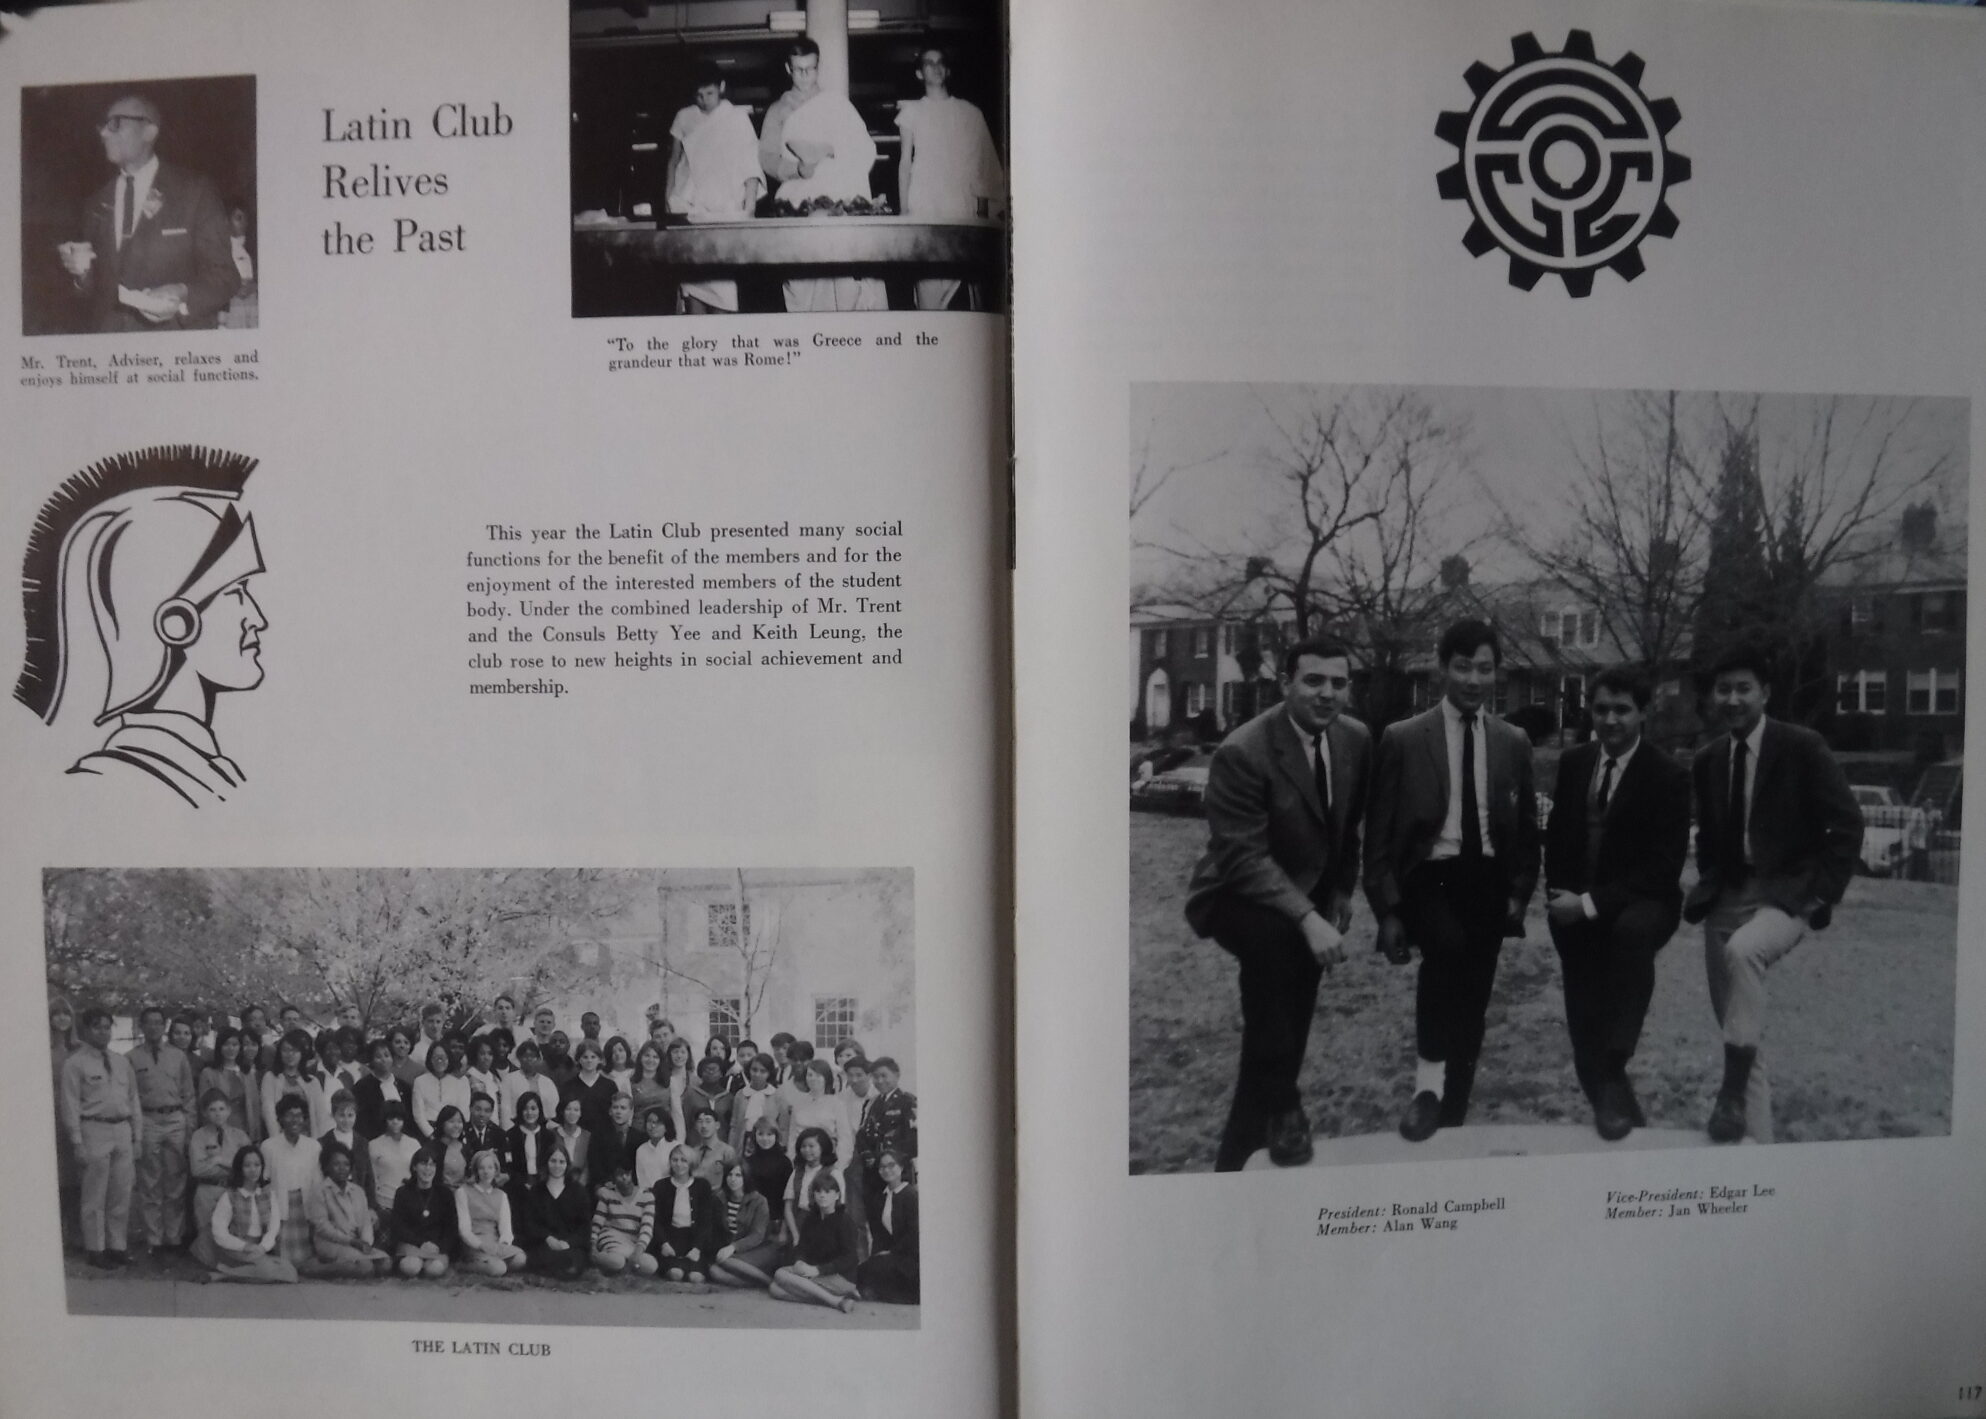 Latin Club
Relives
the Past
Mr. Trent, Adviser, relaxes and
enjoys himself at social functions.
"To the glory that was Greece and the
grandeur that was Rome!"
This year the Latin Club presented many social
functions for the benefit of the members and for the
enjoyment of the interested members of the student
body. Under the combined leadership of Mr. Trent
and the Consuls Betty Yee and Keith Leung, the
club rose to new heights in social achievement and
membership.
THE LATIN CLUB
President: Ronald Campbell
Member: Alan Wang
Vice-President: Edgar Lee
Member: Jan Wheeler
117